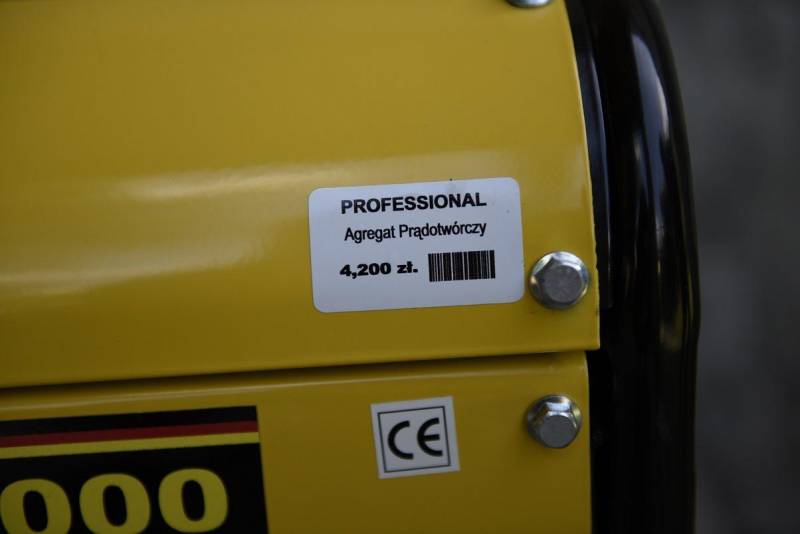 PROFESSIONAL
Agregat Prądotwórczy
4,200 zł.
CE
000